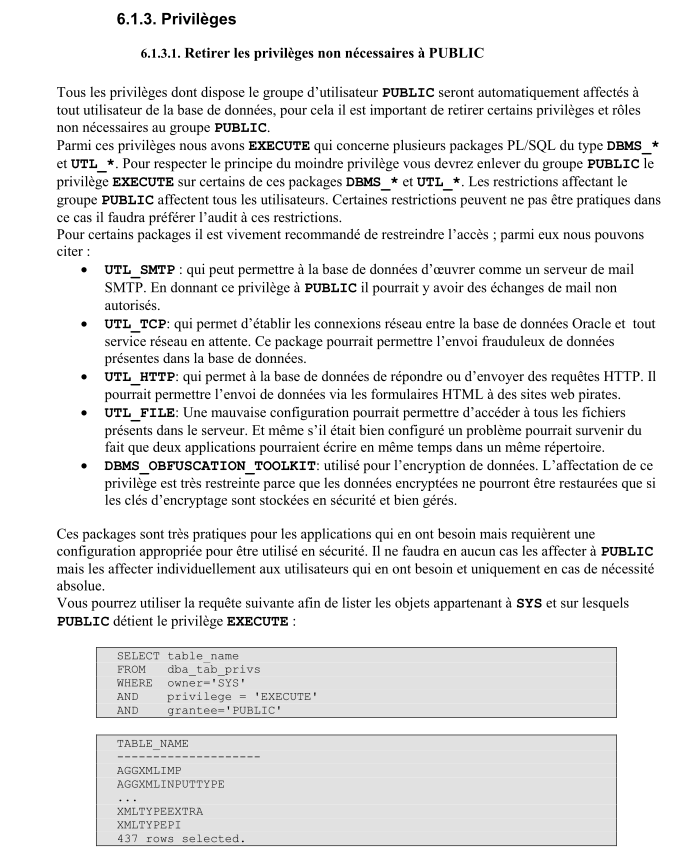 6.1.3. Privilèges
6.1.3.1. Retirer les privilèges non nécessaires à PUBLIC
Tous les privilèges dont dispose le groupe d'utilisateur PUBLIC seront automatiquement affectés à
tout utilisateur de la base de données, pour cela il est important de retirer certains privilèges et rôles
non nécessaires au groupe PUBLIC.
Parmi ces privilèges nous avons EXECUTE qui concerne plusieurs packages PL/SQL du type DBMS_*
et UTL_*. Pour respecter le principe du moindre privilège vous devrez enlever du groupe PUBLIC le
privilège EXECUTE sur certains de ces packages DBMS_* et UTL_*. Les restrictions affectant le
groupe PUBLIC affectent tous les utilisateurs. Certaines restrictions peuvent ne pas être pratiques dans
ce cas il faudra préférer l'audit à ces restrictions.
Pour certains packages il est vivement recommandé de restreindre l'accès ; parmi eux nous pouvons
citer :
• UTL_SMTP : qui peut permettre à la base de données d'œuvrer comme un serveur de mail
SMTP. En donnant ce privilège à PUBLIC il pourrait y avoir des échanges de mail non
autorisés.
• UTL_TCP: qui permet d'établir les connexions réseau entre la base de données Oracle et tout
service réseau en attente. Ce package pourrait permettre l'envoi frauduleux de données
présentes dans la base de données.
• UTL_HTTP: qui permet à la base de données de répondre ou d'envoyer des requêtes HTTP. Il
pourrait permettre l'envoi de données via les formulaires HTML à des sites web pirates.
• UTL_FILE: Une mauvaise configuration pourrait permettre d'accéder à tous les fichiers
présents dans le serveur. Et même s'il était bien configuré un problème pourrait survenir du
fait que deux applications pourraient écrire en même temps dans un même répertoire.
• DBMS_OBFUSCATION_TOOLKIT: utilisé pour l'encryption de données. L'affectation de ce
privilège est très restreinte parce que les données encryptées ne pourront être restaurées que si
les clés d'encryptage sont stockées en sécurité et bien gérés.
Ces packages sont très pratiques pour les applications qui en ont besoin mais requièrent une
configuration appropriée pour être utilisé en sécurité. Il ne faudra en aucun cas les affecter à PUBLIC
mais les affecter individuellement aux utilisateurs qui en ont besoin et uniquement en cas de nécessité
absolue.
Vous pourrez utiliser la requête suivante afin de lister les objets appartenant à SYS et sur lesquels
PUBLIC détient le privilège EXECUTE :
SELECT table_name
FROM dba_tab_privs
WHERE owner='SYS'
AND privilege = 'EXECUTE'
AND grantee='PUBLIC'
TABLE_NAME
--------------------
AGGXMLIMP
AGGXMLINPUTTYPE
...
XMLTYPEEXTRA
XMLTYPEPI
437 rows selected.